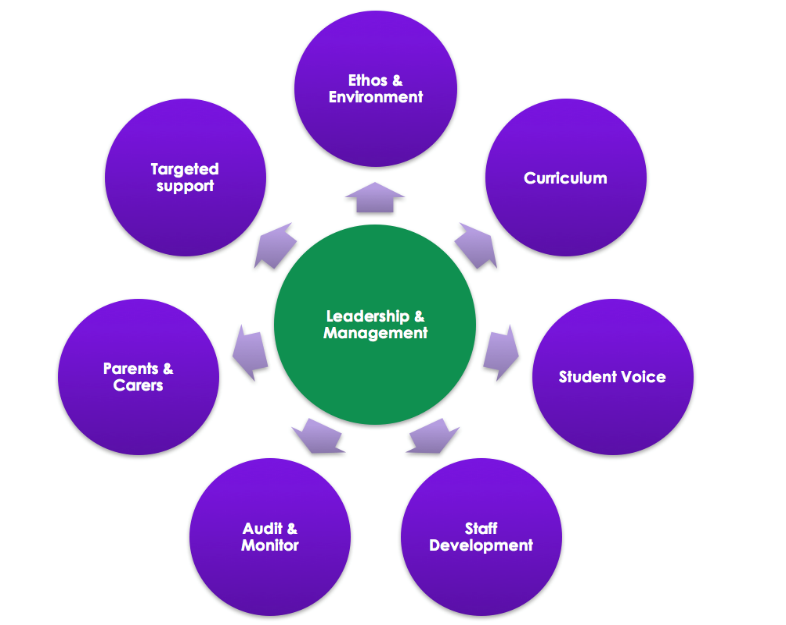 Ethos &
Environment
Curriculum
Student Voice
Staff
Development
Audit &
Monitor
Parents &
Carers
Targeted
support
Leadership &
Management